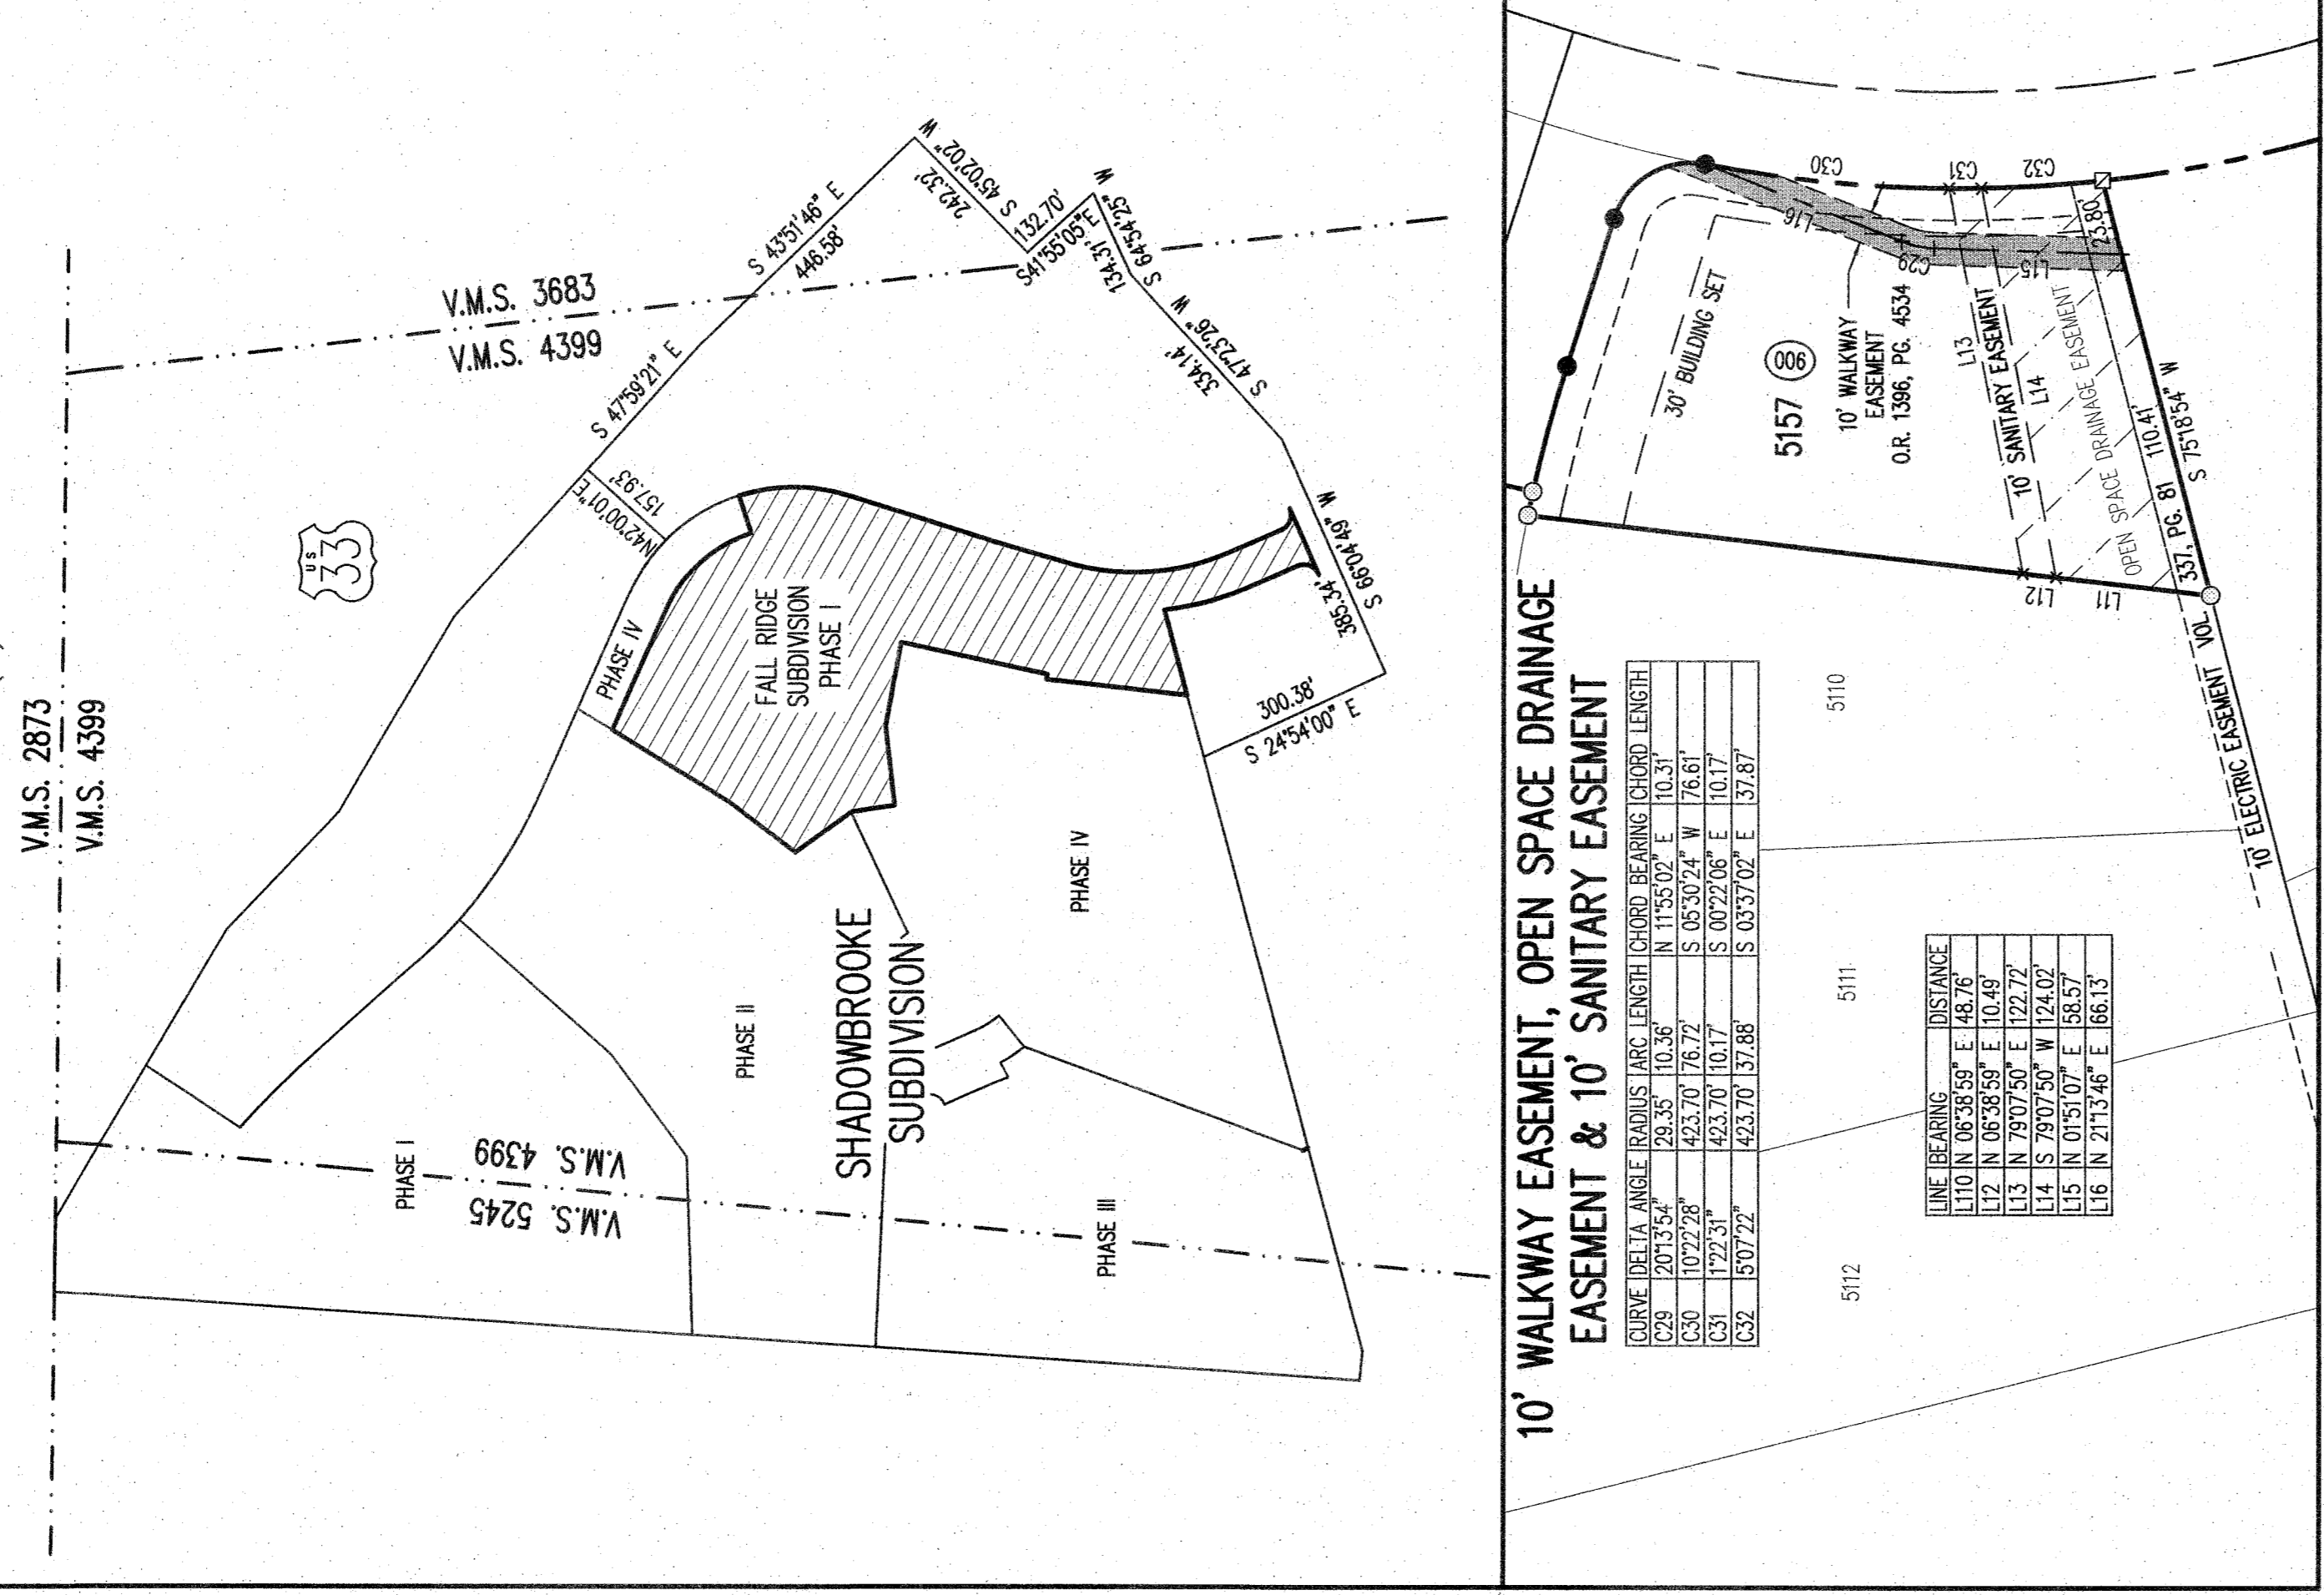 V.M.S. 2873
V.M.S. 4399
US
33
V.M.S. 3683
V.M.S. 4399
S 43°51'46" E
446.58'
S 47°59'21" E
N42°00'01"E
157.93'
242.32'
S 45°02'02" W
132.70'
S41°55'05"E
134.31'
S 64°54'25" W
334.14'
S 47°23'26" W
385.34'
S 66°04'49" W
300.38'
S 24°54'00" E
PHASE IV
FALL RIDGE
SUBDIVISION
PHASE I
PHASE I
V.M.S. 4399
V.M.S. 5245
PHASE II
SHADOWBROOKE
SUBDIVISION
PHASE IV
PHASE III
10' WALKWAY EASEMENT, OPEN SPACE DRAINAGE
EASEMENT & 10' SANITARY EASEMENT
CURVE DELTA ANGLE RADIUS ARC LENGTH CHORD BEARING CHORD LENGTH
C29 20°13'54" 29.35' 10.36' N 11°55'02" E 10.31'
C30 10°22'28" 423.70' 76.72' S 05°30'24" W 76.61'
C31 1°22'31" 423.70' 10.17' S 00°22'06" E 10.17'
C32 5°07'22" 423.70' 37.88' S 03°37'02" E 37.87'
LINE BEARING DISTANCE
L110 N 06°38'59" E 48.76'
L12 N 06°38'59" E 10.49'
L13 N 79°07'50" E 122.72'
L14 S 79°07'50" W 124.02'
L15 N 01°51'07" E 58.57'
L16 N 21°13'46" E 66.13'
5110
5111
5112
30' BUILDING SET
5157
900
10' WALKWAY
EASEMENT
O.R. 1396, PG. 4534
L16
C30
C29
C31
C32
L13
10' SANITARY EASEMENT
L14
L15
OPEN SPACE DRAINAGE EASEMENT
L12
L11
23.80'
110.41'
S 75°18'54" W
10' ELECTRIC EASEMENT VOL 337, PG. 81